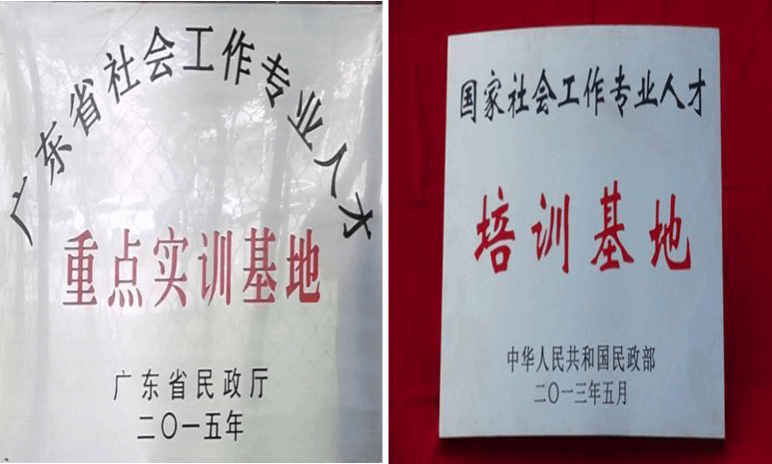 广东省社会工作专业人才
重点实训基地
广东省民政厅
二〇一五年
国家社会工作专业人才
培训基地
中华人民共和国民政部
二〇一三年五月